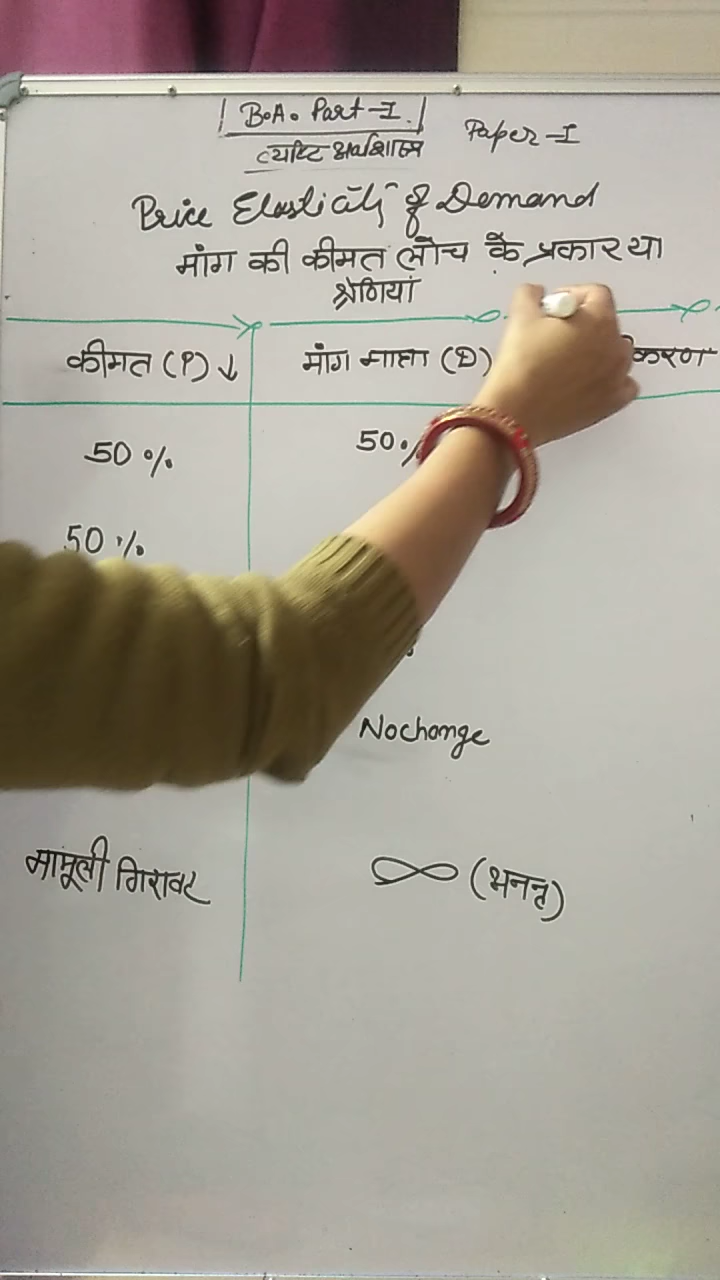 B.A. Part-I.
Paper-I
व्यष्टि अर्थशास्त्र
Price Elasticity of Demand
मांग की कीमत लोच के प्रकार या
श्रेणियां
कीमत (P) ↓
मांग मात्रा (D)
करण
50 %
50%
50 %
Nochange
मामूली गिरावट
∞ (अनन्त)